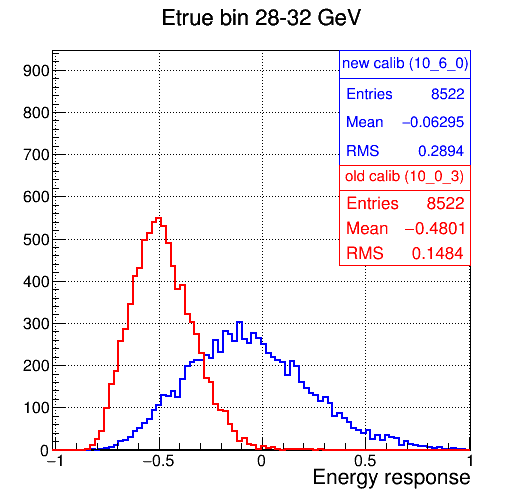 Etrue bin 28-32 GeV
new calib (10_6_0)
Entries 8522
Mean −0.06295
RMS 0.2894
old calib (10_0_3)
Entries 8522
Mean −0.4801
RMS 0.1484
900
800
700
600
500
400
300
200
100
0
−1 −0.5 0 0.5 1
Energy response